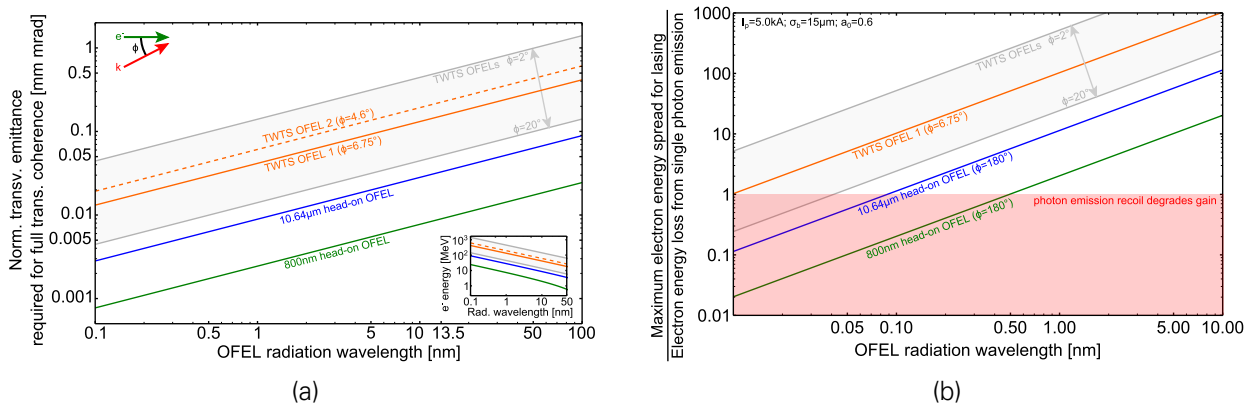 Norm. transv. emittance
required for full trans. coherence [mm mrad]
1
0.5
0.1
0.05
0.01
0.005
0.001
e-
ϕ
k
TWTS OFELs ϕ=2°
TWTS OFEL 2 (ϕ=4.6°)
TWTS OFEL 1 (ϕ=6.75°)
ϕ=20°
10.64µm head-on OFEL
800nm head-on OFEL
e- energy [MeV]
10³
10²
10
1
0.1 1 10 50
Rad. wavelength [nm]
0.1 0.5 1 5 10 13.5 50 100
OFEL radiation wavelength [nm]
(a)
Maximum electron energy spread for lasing
Electron energy loss from single photon emission
1000
100
10
1
0.1
0.01
Ip=5.0kA; σb=15µm; a0=0.6
TWTS OFELs ϕ=2°
ϕ=20°
TWTS OFEL 1 (ϕ=6.75°)
10.64µm head-on OFEL (ϕ=180°)
800nm head-on OFEL (ϕ=180°)
photon emission recoil degrades gain
0.05 0.10 0.50 1.00 5.00 10.00
OFEL radiation wavelength [nm]
(b)